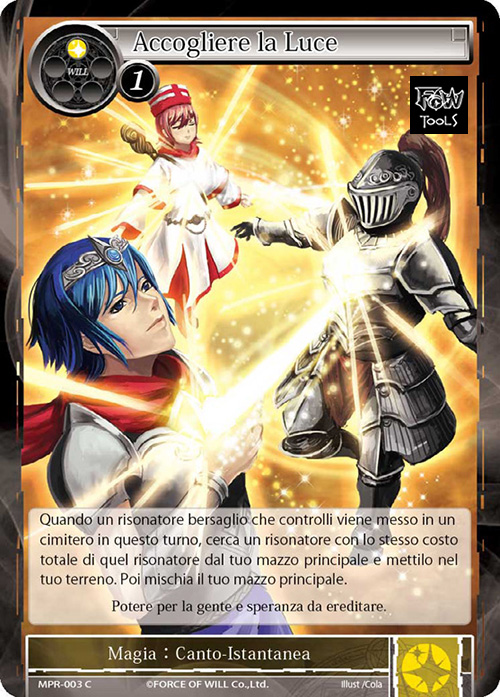 Accogliere la Luce
WILL
1
FOW
TOOLS
Quando un risonatore bersaglio che controlli viene messo in un
cimitero in questo turno, cerca un risonatore con lo stesso costo
totale di quel risonatore dal tuo mazzo principale e mettilo nel
tuo terreno. Poi mischia il tuo mazzo principale.
Potere per la gente e speranza da ereditare.
Magia : Canto-Istantanea
MPR-003 C ©FORCE OF WILL Co.,Ltd. Illust /Cola